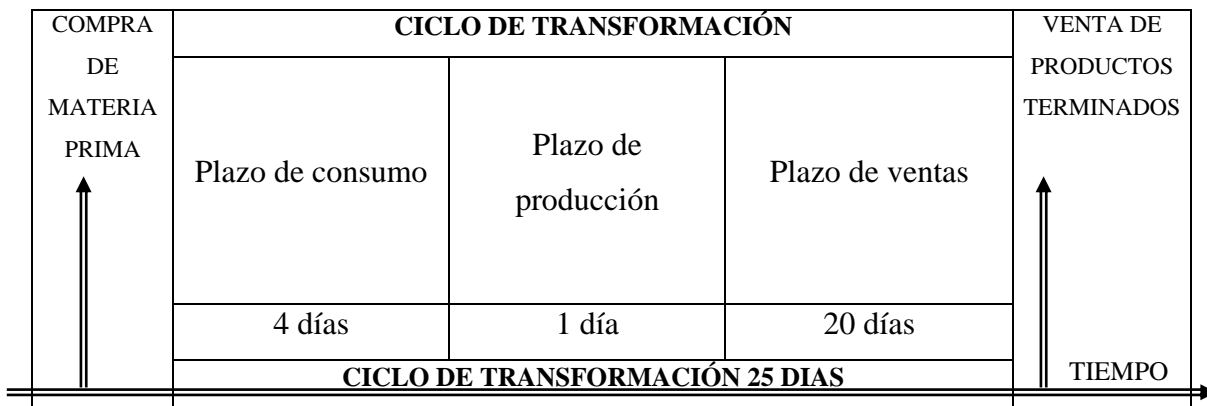 COMPRA
DE
MATERIA
PRIMA
CICLO DE TRANSFORMACIÓN
VENTA DE
PRODUCTOS
TERMINADOS
Plazo de consumo
Plazo de
producción
Plazo de ventas
4 días
1 día
20 días
CICLO DE TRANSFORMACIÓN 25 DIAS
TIEMPO